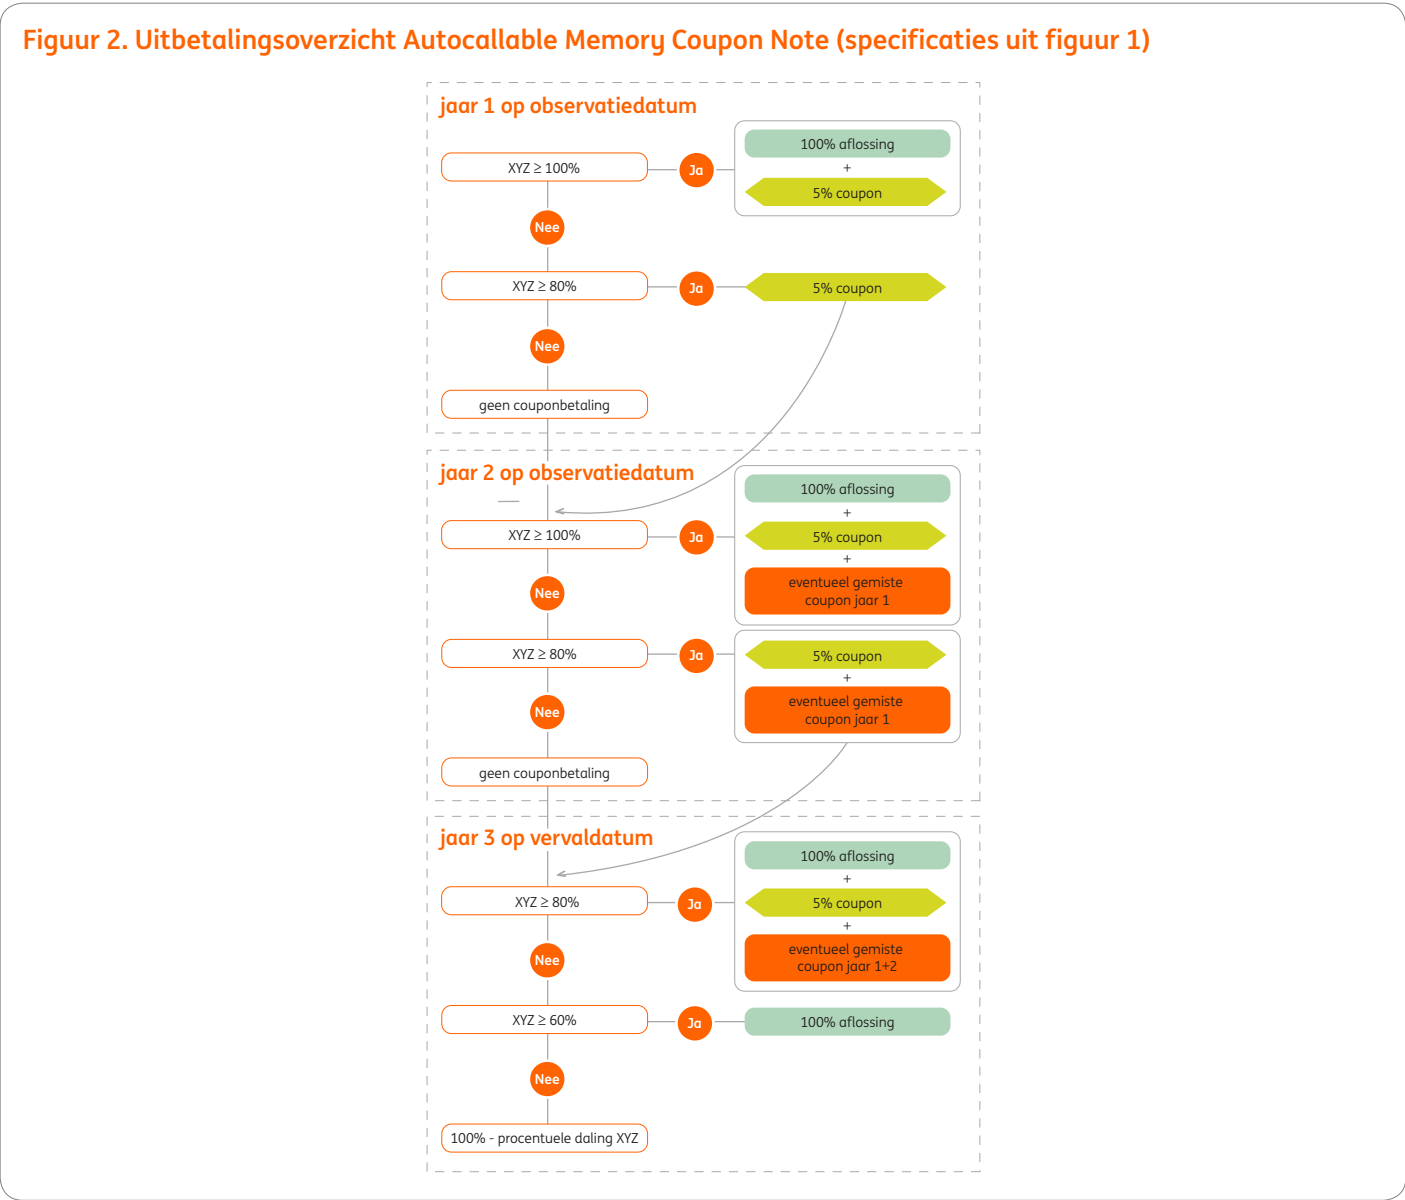 Figuur 2. Uitbetalingsoverzicht Autocallable Memory Coupon Note (specificaties uit figuur 1)
jaar 1 op observatiedatum
XYZ ≥ 100%
Ja
100% aflossing
+
5% coupon
Nee
XYZ ≥ 80%
Ja
5% coupon
Nee
geen couponbetaling
jaar 2 op observatiedatum
XYZ ≥ 100%
Ja
100% aflossing
+
5% coupon
+
eventueel gemiste
coupon jaar 1
Nee
XYZ ≥ 80%
Ja
5% coupon
+
eventueel gemiste
coupon jaar 1
Nee
geen couponbetaling
jaar 3 op vervaldatum
XYZ ≥ 80%
Ja
100% aflossing
+
5% coupon
+
eventueel gemiste
coupon jaar 1+2
Nee
XYZ ≥ 60%
Ja
100% aflossing
Nee
100% - procentuele daling XYZ